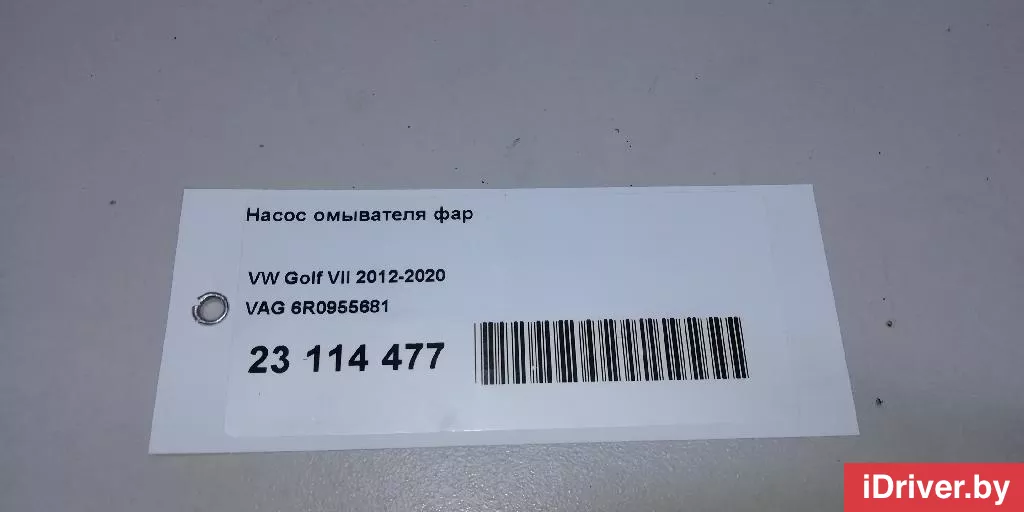 Насос омывателя фар
VW Golf VII 2012-2020
VAG 6R0955681
23 114 477
iDriver.by